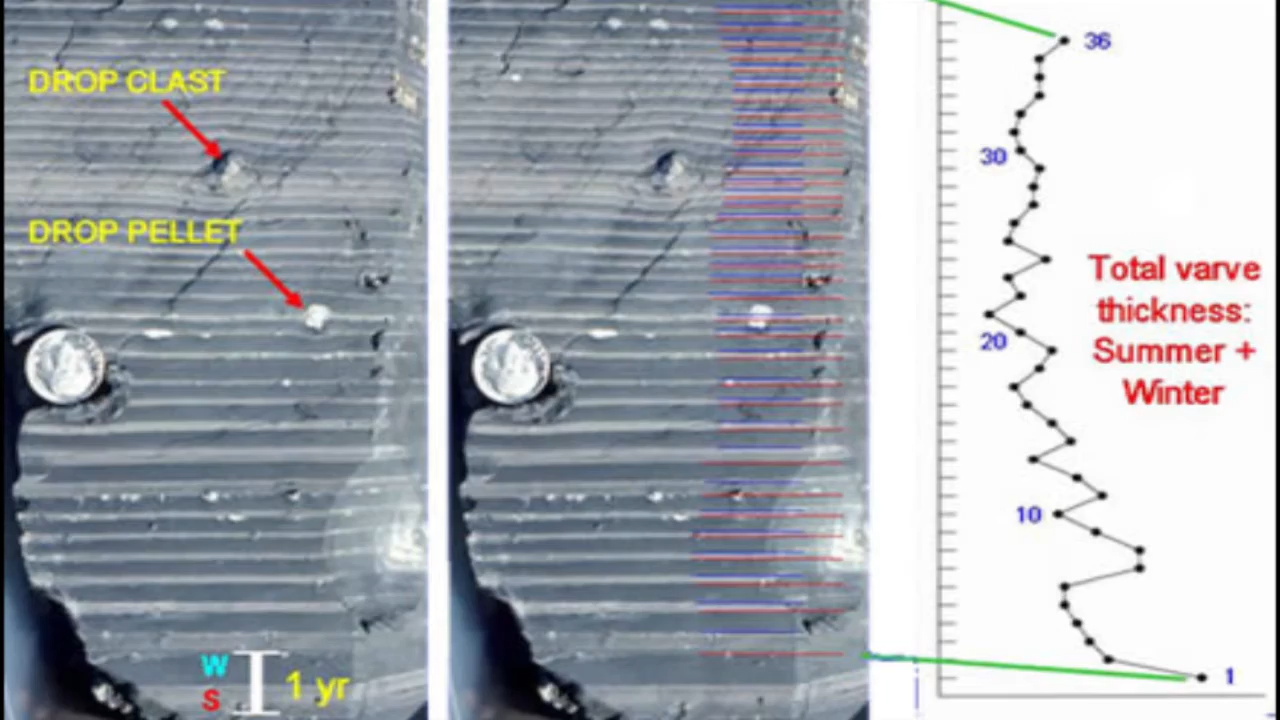 DROP CLAST
DROP PELLET
W
S
1 yr
36
30
20
10
1
Total varve
thickness:
Summer +
Winter